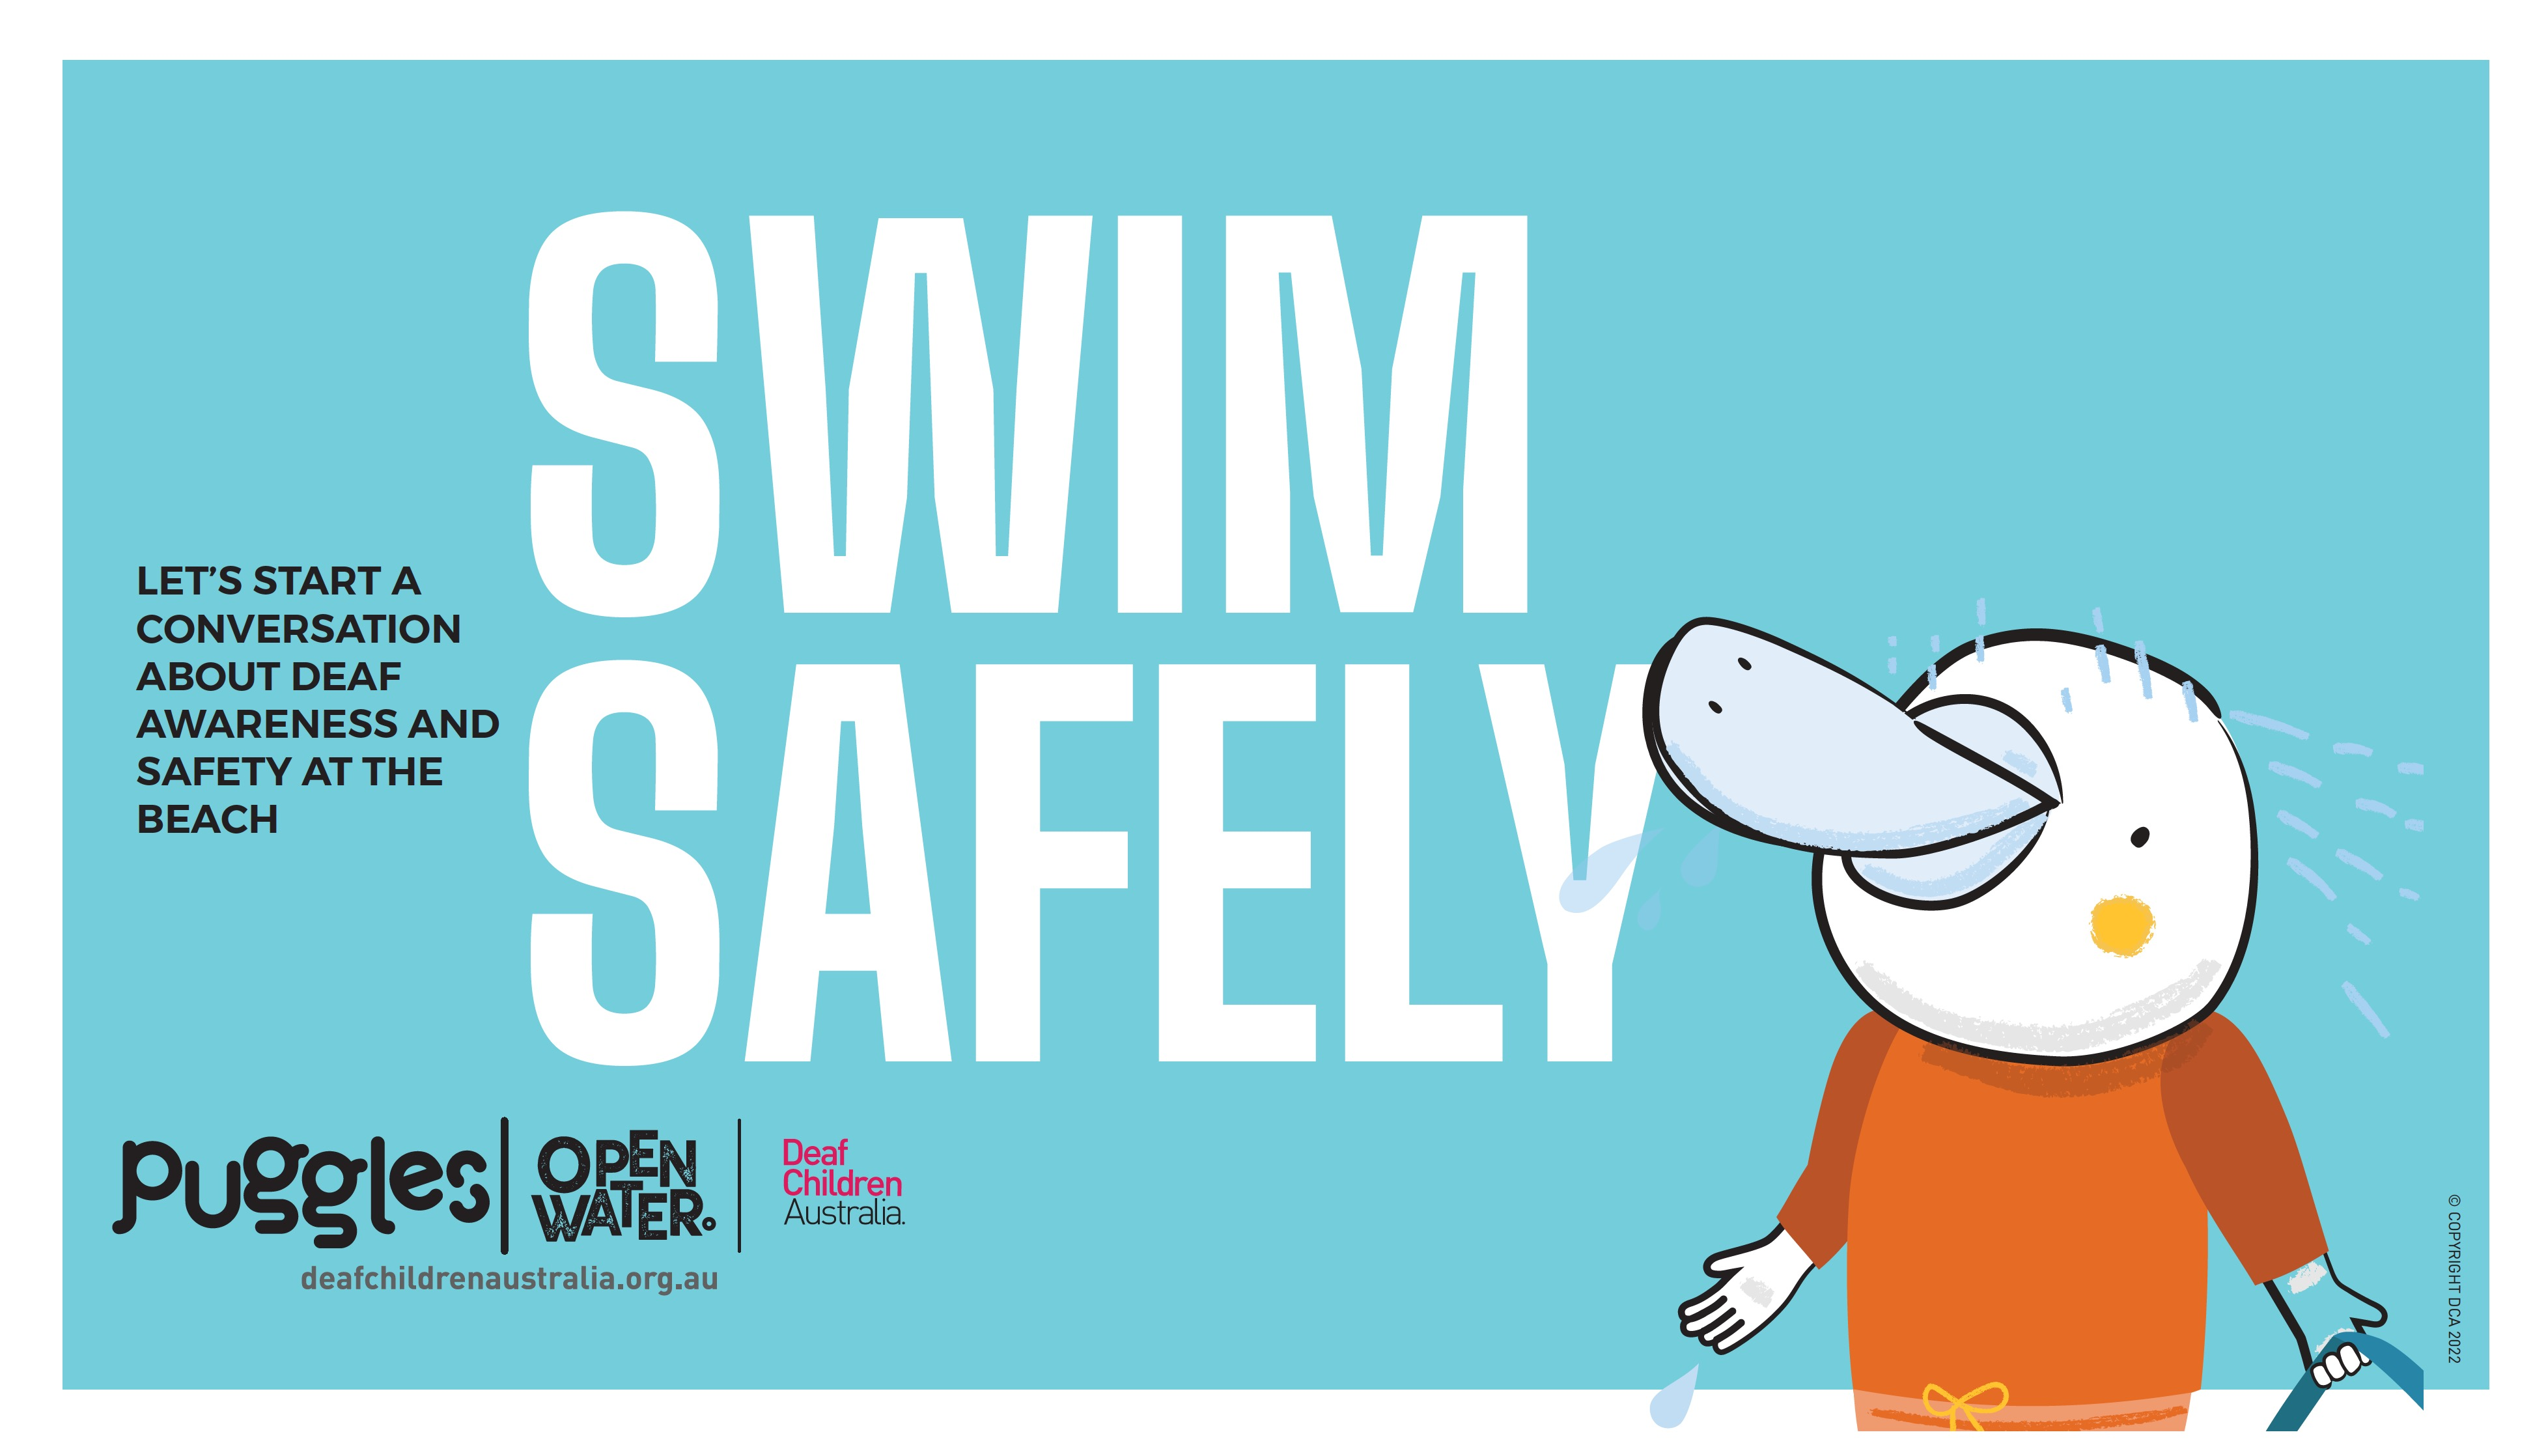 SWIM
SAFELY
LET’S START A
CONVERSATION
ABOUT DEAF
AWARENESS AND
SAFETY AT THE
BEACH
puggles
OPEN
WATER.
Deaf
Children
Australia.
deafchildrenaustralia.org.au
© COPYRIGHT DCA 2022